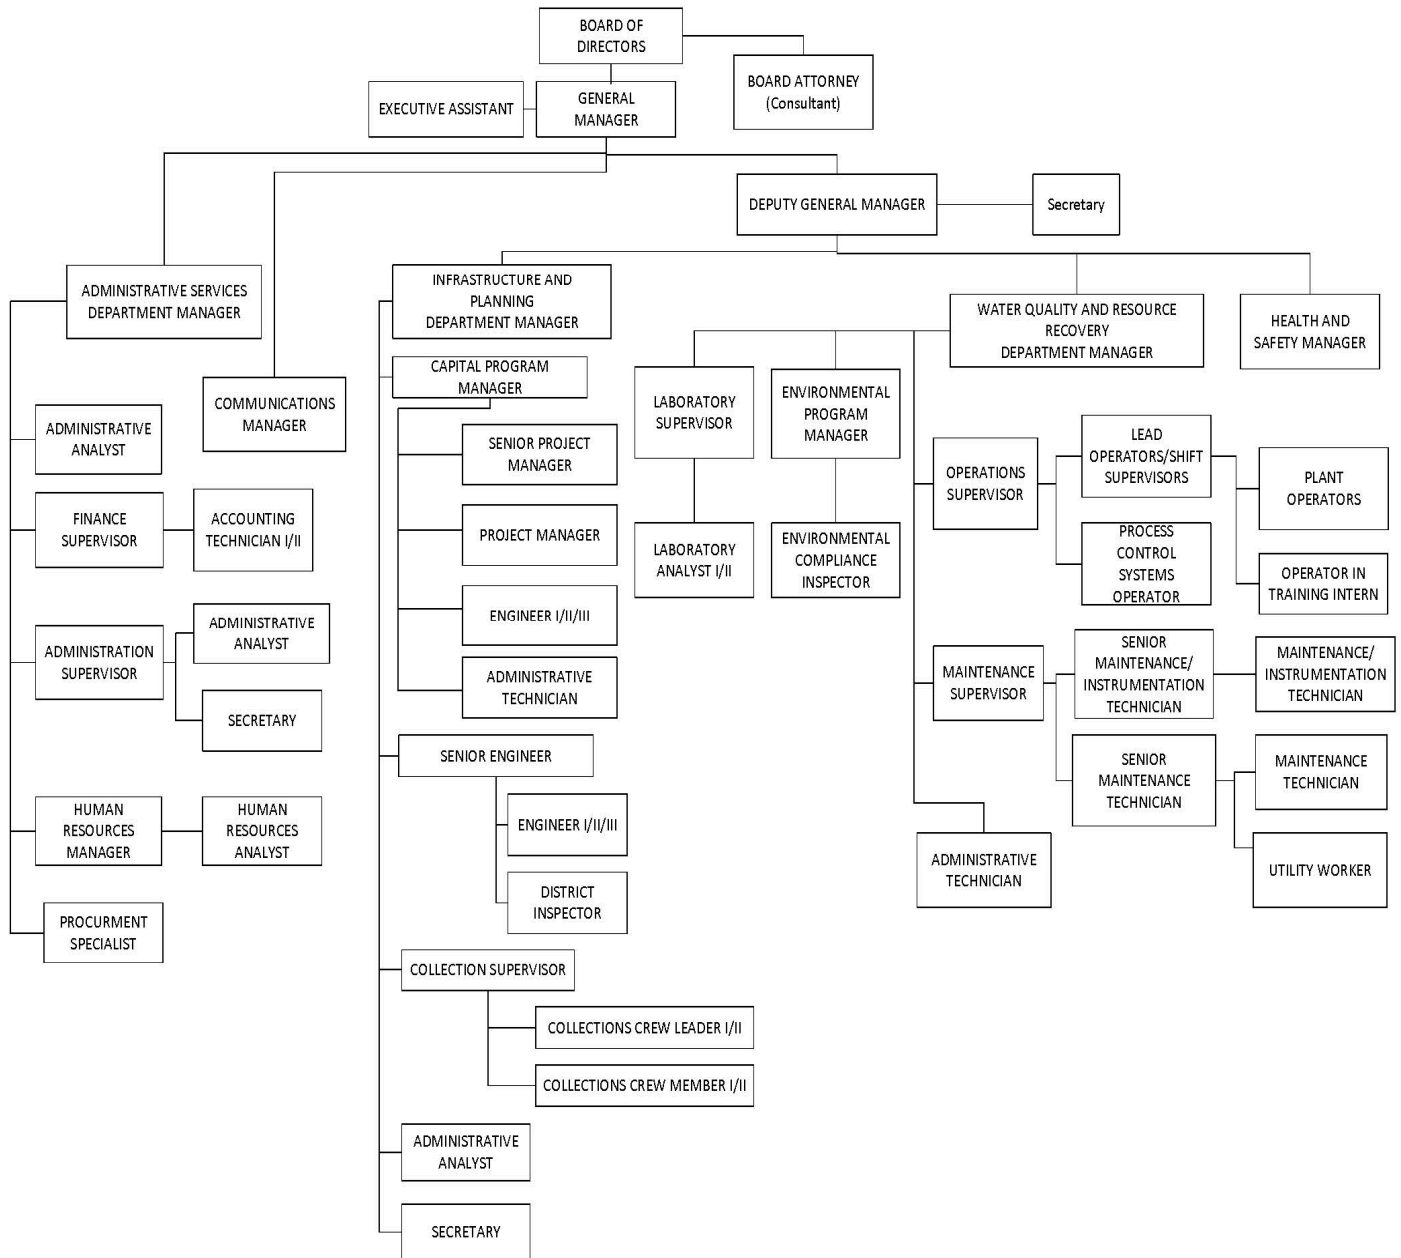 BOARD OF
DIRECTORS
BOARD ATTORNEY
(Consultant)
EXECUTIVE ASSISTANT
GENERAL
MANAGER
DEPUTY GENERAL MANAGER
Secretary
ADMINISTRATIVE SERVICES
DEPARTMENT MANAGER
COMMUNICATIONS
MANAGER
ADMINISTRATIVE
ANALYST
FINANCE
SUPERVISOR
ACCOUNTING
TECHNICIAN I/II
ADMINISTRATION
SUPERVISOR
ADMINISTRATIVE
ANALYST
SECRETARY
HUMAN
RESOURCES
MANAGER
HUMAN
RESOURCES
ANALYST
PROCURMENT
SPECIALIST
INFRASTRUCTURE AND
PLANNING
DEPARTMENT MANAGER
CAPITAL PROGRAM
MANAGER
SENIOR PROJECT
MANAGER
PROJECT MANAGER
ENGINEER I/II/III
ADMINISTRATIVE
TECHNICIAN
SENIOR ENGINEER
ENGINEER I/II/III
DISTRICT
INSPECTOR
COLLECTION SUPERVISOR
COLLECTIONS CREW LEADER I/II
COLLECTIONS CREW MEMBER I/II
ADMINISTRATIVE
ANALYST
SECRETARY
WATER QUALITY AND RESOURCE
RECOVERY
DEPARTMENT MANAGER
HEALTH AND
SAFETY MANAGER
LABORATORY
SUPERVISOR
LABORATORY
ANALYST I/II
ENVIRONMENTAL
PROGRAM
MANAGER
ENVIRONMENTAL
COMPLIANCE
INSPECTOR
OPERATIONS
SUPERVISOR
LEAD
OPERATORS/SHIFT
SUPERVISORS
PLANT
OPERATORS
PROCESS
CONTROL
SYSTEMS
OPERATOR
OPERATOR IN
TRAINING INTERN
MAINTENANCE
SUPERVISOR
SENIOR
MAINTENANCE/
INSTRUMENTATION
TECHNICIAN
MAINTENANCE/
INSTRUMENTATION
TECHNICIAN
SENIOR
MAINTENANCE
TECHNICIAN
MAINTENANCE
TECHNICIAN
UTILITY WORKER
ADMINISTRATIVE
TECHNICIAN